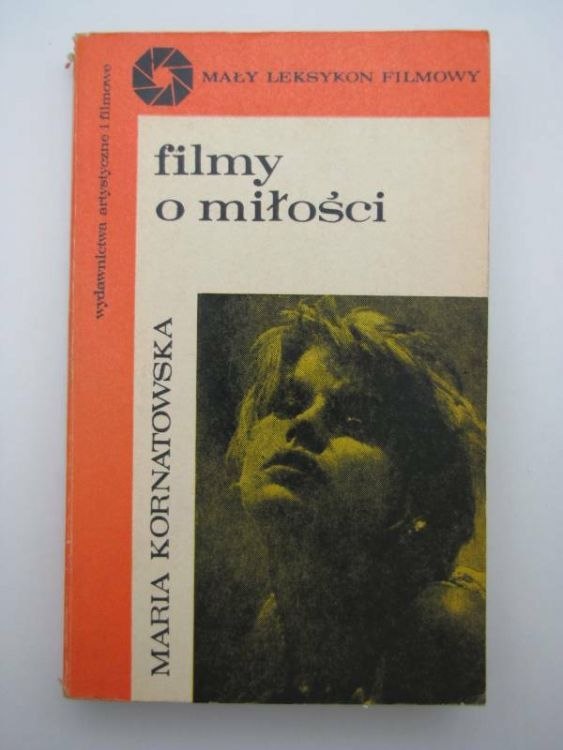 MAŁY LEKSYKON FILMOWY
wydawnictwa artystyczne i filmowe
filmy
o miłości
MARIA KORNATOWSKA